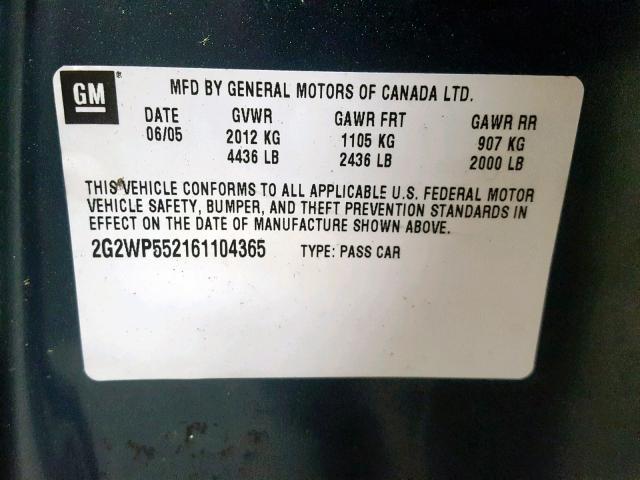 GM
MFD BY GENERAL MOTORS OF CANADA LTD.
DATE GVWR GAWR FRT GAWR RR
06/05 2012 KG 1105 KG 907 KG
4436 LB 2436 LB 2000 LB
THIS VEHICLE CONFORMS TO ALL APPLICABLE U.S. FEDERAL MOTOR
VEHICLE SAFETY, BUMPER, AND THEFT PREVENTION STANDARDS IN
EFFECT ON THE DATE OF MANUFACTURE SHOWN ABOVE.
2G2WP552161104365 TYPE: PASS CAR